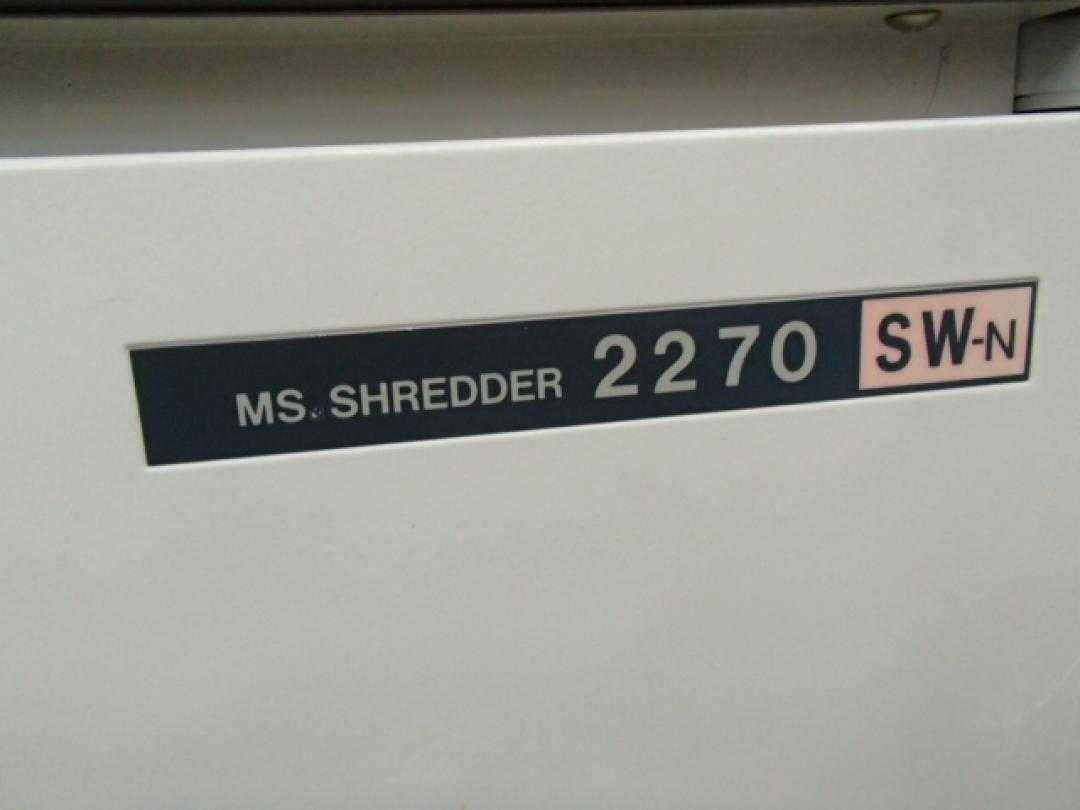 MS. SHREDDER 2270 SW-N